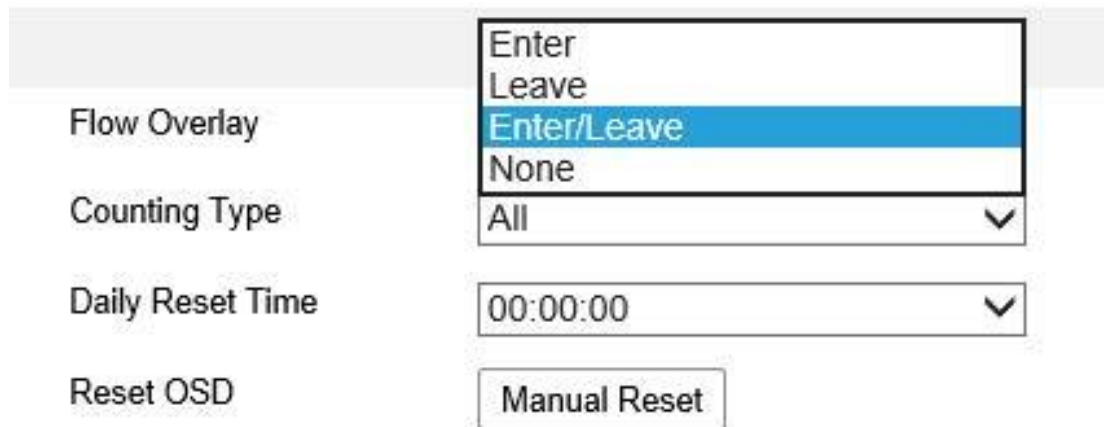 Enter
Leave
Flow Overlay
Enter/Leave
None
Counting Type
All
Daily Reset Time
00:00:00
Reset OSD
Manual Reset